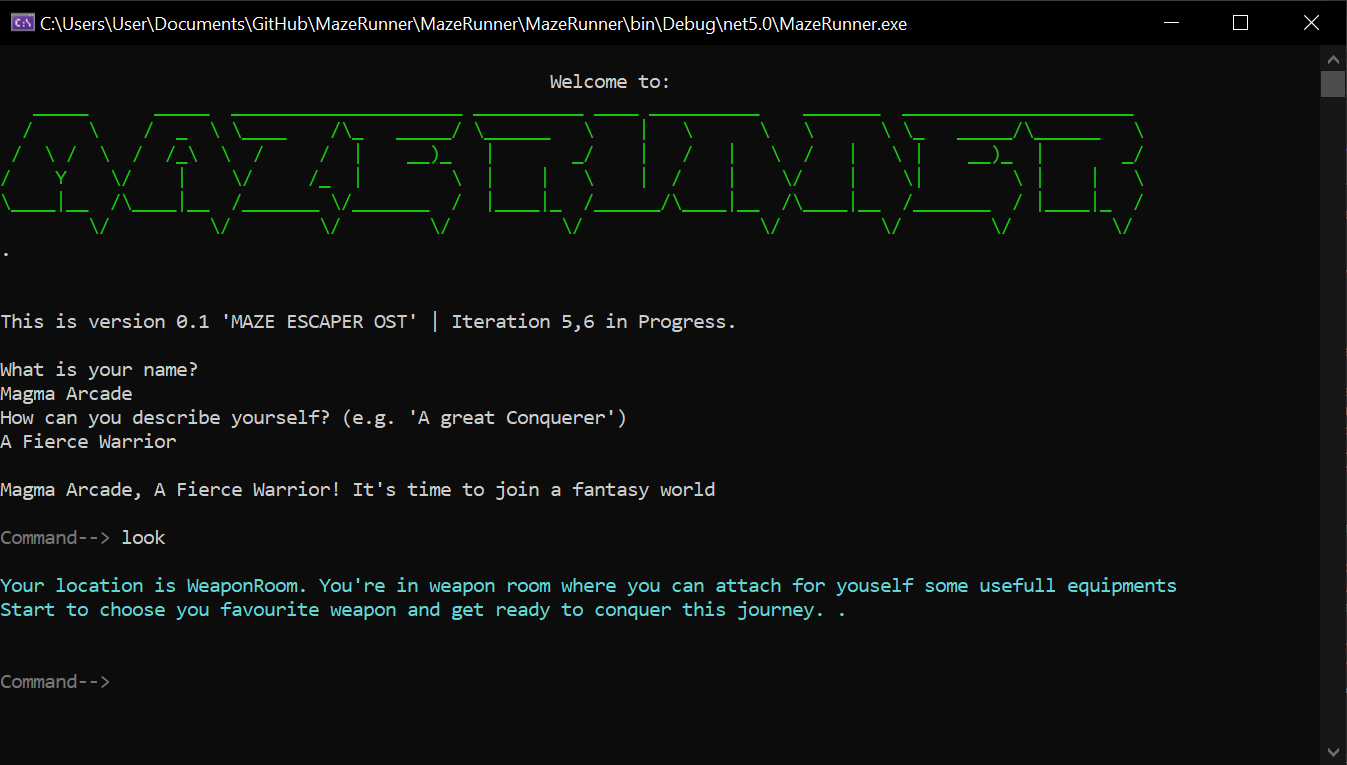 C:\Users\User\Documents\GitHub\MazeRunner\MazeRunner\MazeRunner\bin\Debug\net5.0\MazeRunner.exe
Welcome to:
MAZERUNNER
.
This is version 0.1 'MAZE ESCAPER OST' | Iteration 5,6 in Progress.
What is your name?
Magma Arcade
How can you describe yourself? (e.g. 'A great Conquerer')
A Fierce Warrior
Magma Arcade, A Fierce Warrior! It's time to join a fantasy world
Command--> look
Your location is WeaponRoom. You're in weapon room where you can attach for youself some usefull equipments
Start to choose you favourite weapon and get ready to conquer this journey. .
Command-->